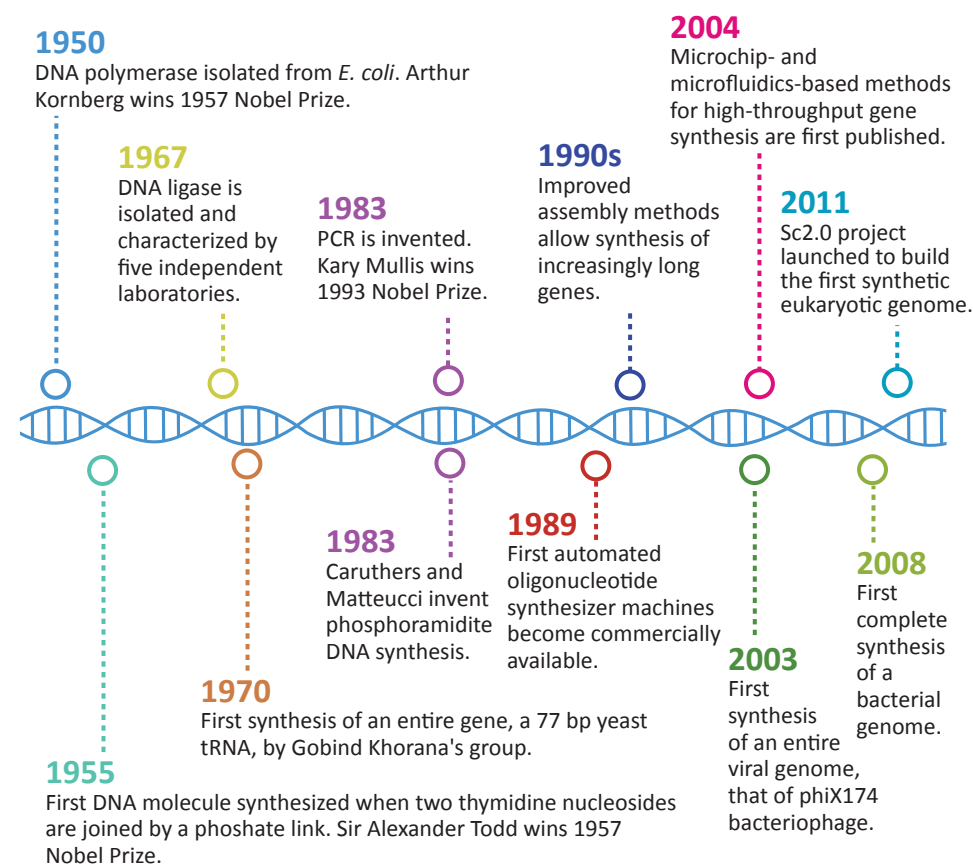 1950
DNA polymerase isolated from E. coli. Arthur
Kornberg wins 1957 Nobel Prize.
1967
DNA ligase is
isolated and
characterized by
five independent
laboratories.
1983
PCR is invented.
Kary Mullis wins
1993 Nobel Prize.
1990s
Improved
assembly methods
allow synthesis of
increasingly long
genes.
2004
Microchip- and
microfluidics-based methods
for high-throughput gene
synthesis are first published.
2011
Sc2.0 project
launched to build
the first synthetic
eukaryotic genome.
1955
First DNA molecule synthesized when two thymidine nucleosides
are joined by a phoshate link. Sir Alexander Todd wins 1957
Nobel Prize.
1970
First synthesis of an entire gene, a 77 bp yeast
tRNA, by Gobind Khorana's group.
1983
Caruthers and
Matteucci invent
phosphoramidite
DNA synthesis.
1989
First automated
oligonucleotide
synthesizer machines
become commercially
available.
2003
First
synthesis
of an entire
viral genome,
that of phiX174
bacteriophage.
2008
First
complete
synthesis
of a
bacterial
genome.